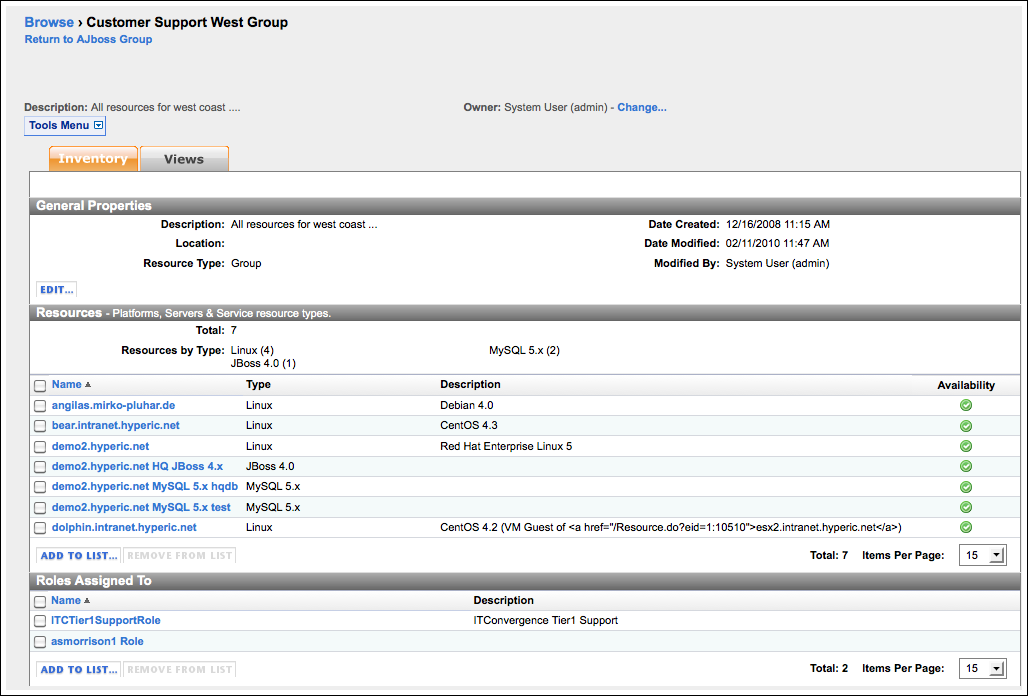 Browse › Customer Support West Group
Return to AJboss Group
Description: All resources for west coast .... Owner: System User (admin) - Change...
Tools Menu
Inventory Views
General Properties
Description: All resources for west coast ... Date Created: 12/16/2008 11:15 AM
Location: Date Modified: 02/11/2010 11:47 AM
Resource Type: Group Modified By: System User (admin)
EDIT...
Resources - Platforms, Servers & Service resource types.
Total: 7
Resources by Type: Linux (4) MySQL 5.x (2)
JBoss 4.0 (1)
Name Type Description Availability
angilas.mirko-pluhar.de Linux Debian 4.0
bear.intranet.hyperic.net Linux CentOS 4.3
demo2.hyperic.net Linux Red Hat Enterprise Linux 5
demo2.hyperic.net HQ JBoss 4.x JBoss 4.0
demo2.hyperic.net MySQL 5.x hqdb MySQL 5.x
demo2.hyperic.net MySQL 5.x test MySQL 5.x
dolphin.intranet.hyperic.net Linux CentOS 4.2 (VM Guest of <a href="/Resource.do?eid=1:10510">esx2.intranet.hyperic.net</a>)
ADD TO LIST... REMOVE FROM LIST Total: 7 Items Per Page: 15
Roles Assigned To
Name Description
ITCTier1SupportRole ITConvergence Tier1 Support
asmorrison1 Role
ADD TO LIST... REMOVE FROM LIST Total: 2 Items Per Page: 15